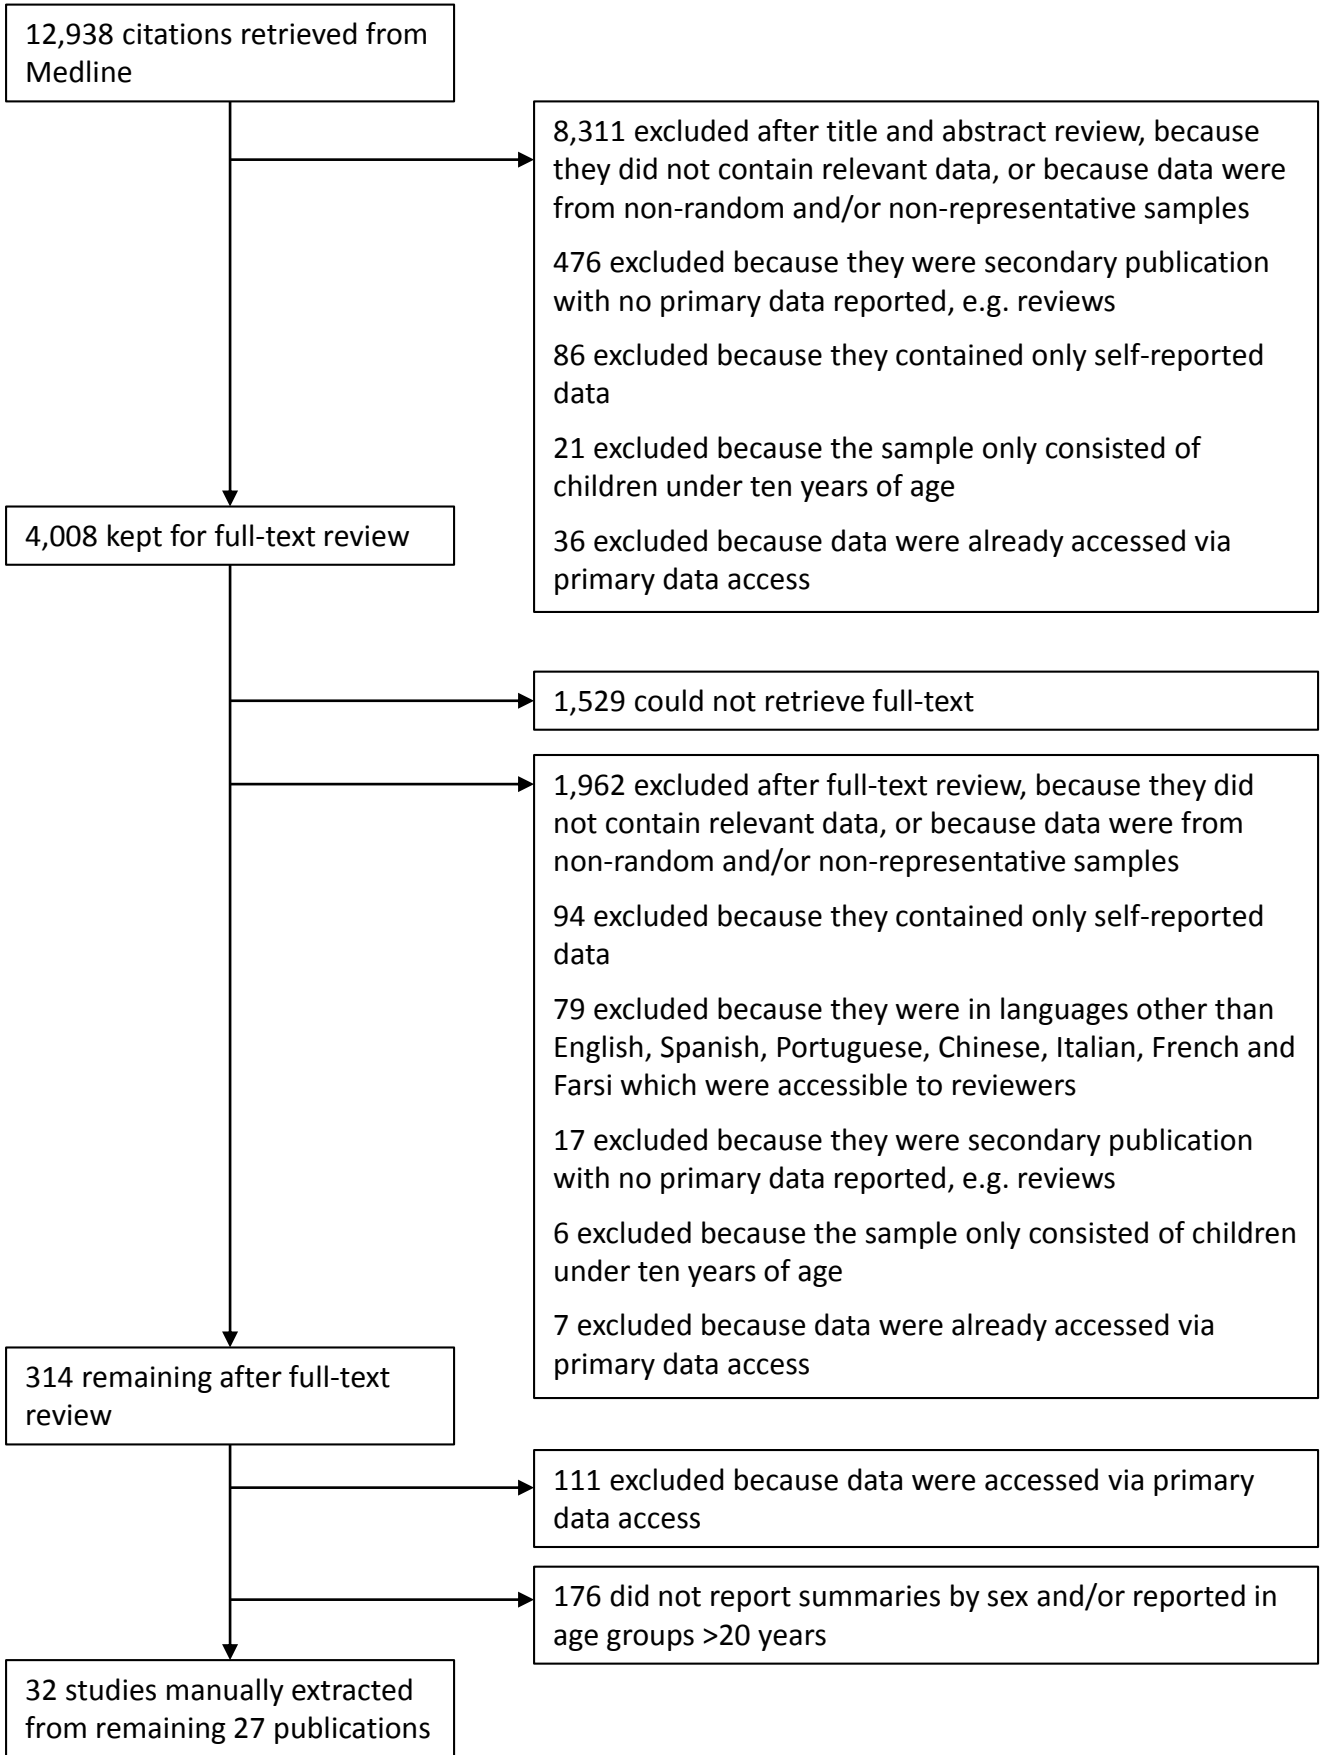 12,938 citations retrieved from
Medline
8,311 excluded after title and abstract review, because
they did not contain relevant data, or because data were
from non-random and/or non-representative samples
476 excluded because they were secondary publication
with no primary data reported, e.g. reviews
86 excluded because they contained only self-reported
data
21 excluded because the sample only consisted of
children under ten years of age
36 excluded because data were already accessed via
primary data access
4,008 kept for full-text review
1,529 could not retrieve full-text
1,962 excluded after full-text review, because they did
not contain relevant data, or because data were from
non-random and/or non-representative samples
94 excluded because they contained only self-reported
data
79 excluded because they were in languages other than
English, Spanish, Portuguese, Chinese, Italian, French and
Farsi which were accessible to reviewers
17 excluded because they were secondary publication
with no primary data reported, e.g. reviews
6 excluded because the sample only consisted of children
under ten years of age
7 excluded because data were already accessed via
primary data access
314 remaining after full-text
review
111 excluded because data were accessed via primary
data access
176 did not report summaries by sex and/or reported in
age groups >20 years
32 studies manually extracted
from remaining 27 publications